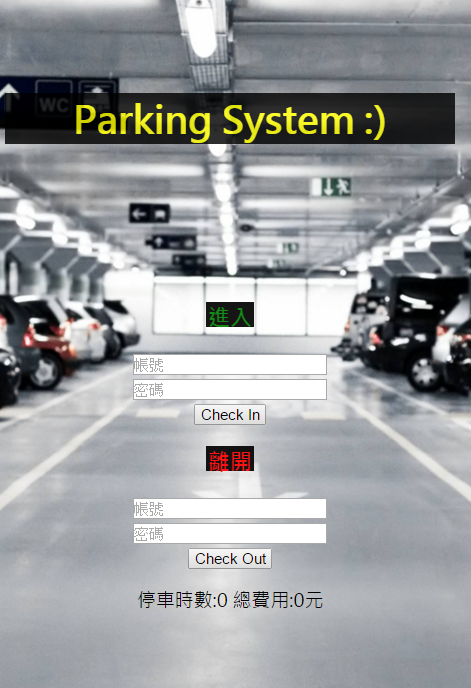 WC
Parking System :)
進入
帳號
密碼
Check In
離開
帳號
密碼
Check Out
停車時數:0 總費用:0元